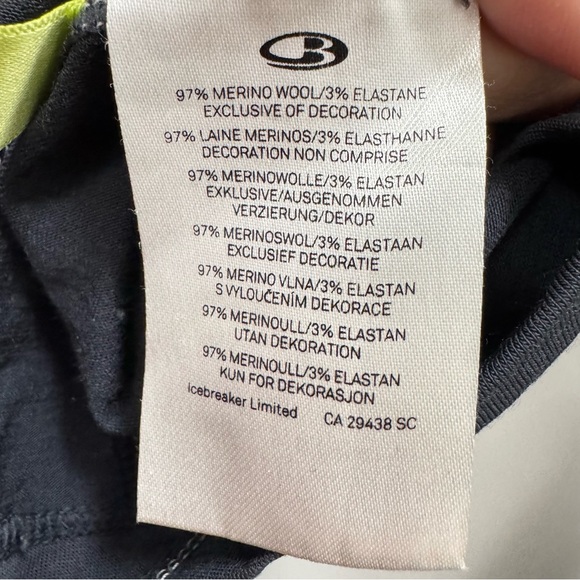 97% MERINO WOOL/3% ELASTANE
EXCLUSIVE OF DECORATION
97% LAINE MERINOS/3% ELASTHANNE
DECORATION NON COMPRISE
97% MERINOWOLLE/3% ELASTAN
EXKLUSIVE/AUSGENOMMEN
VERZIERUNG/DEKOR
97% MERINOSWOL/3% ELASTAAN
EXCLUSIEF DECORATIE
97% MERINO VLNA/3% ELASTAN
S VYLOUČENÍM DEKORACE
97% MERINOULL/3% ELASTAN
UTAN DEKORATION
97% MERINOULL/3% ELASTAN
KUN FOR DEKORASJON
Icebreaker Limited CA 29438 SC